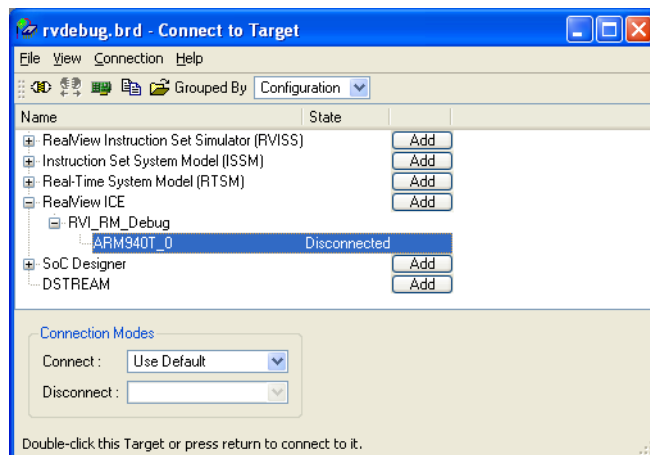 rvdebug.brd - Connect to Target
File View Connection Help
Grouped By Configuration
Name State
RealView Instruction Set Simulator (RVISS) Add
Instruction Set System Model (ISSM) Add
Real-Time System Model (RTSM) Add
RealView ICE Add
RVI_RM_Debug
ARM940T_0 Disconnected
SoC Designer Add
DSTREAM Add
Connection Modes
Connect : Use Default
Disconnect :
Double-click this Target or press return to connect to it.